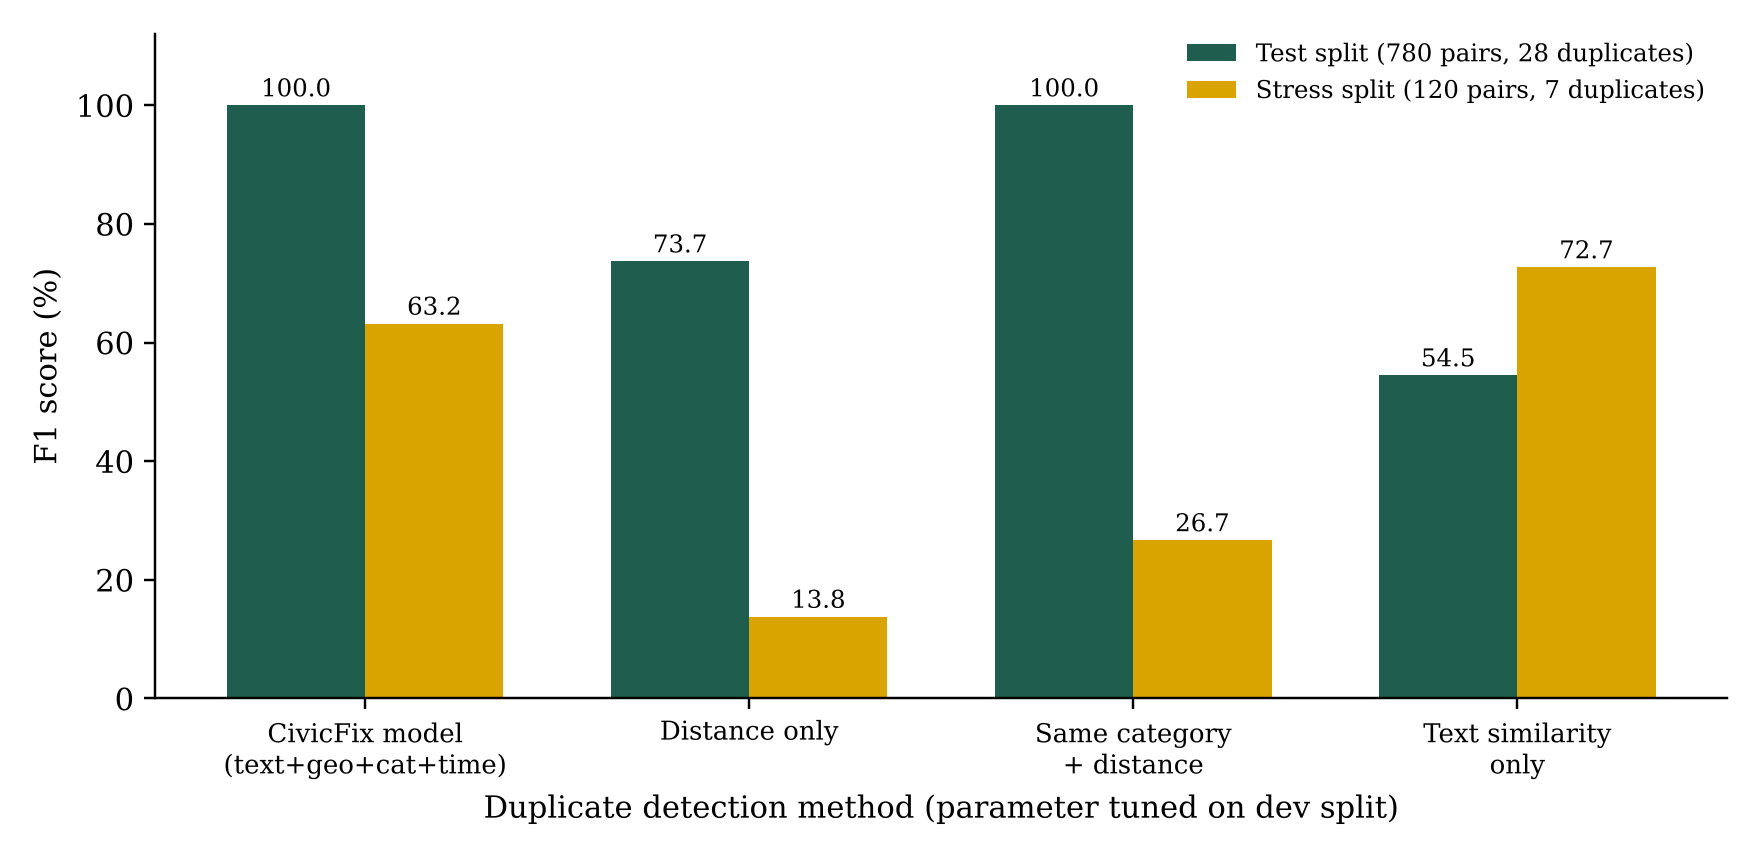 Test split (780 pairs, 28 duplicates)
Stress split (120 pairs, 7 duplicates)
F1 score (%)
100
80
60
40
20
0
100.0
63.2
73.7
13.8
100.0
26.7
54.5
72.7
CivicFix model
(text+geo+cat+time)
Distance only
Same category
+ distance
Text similarity
only
Duplicate detection method (parameter tuned on dev split)